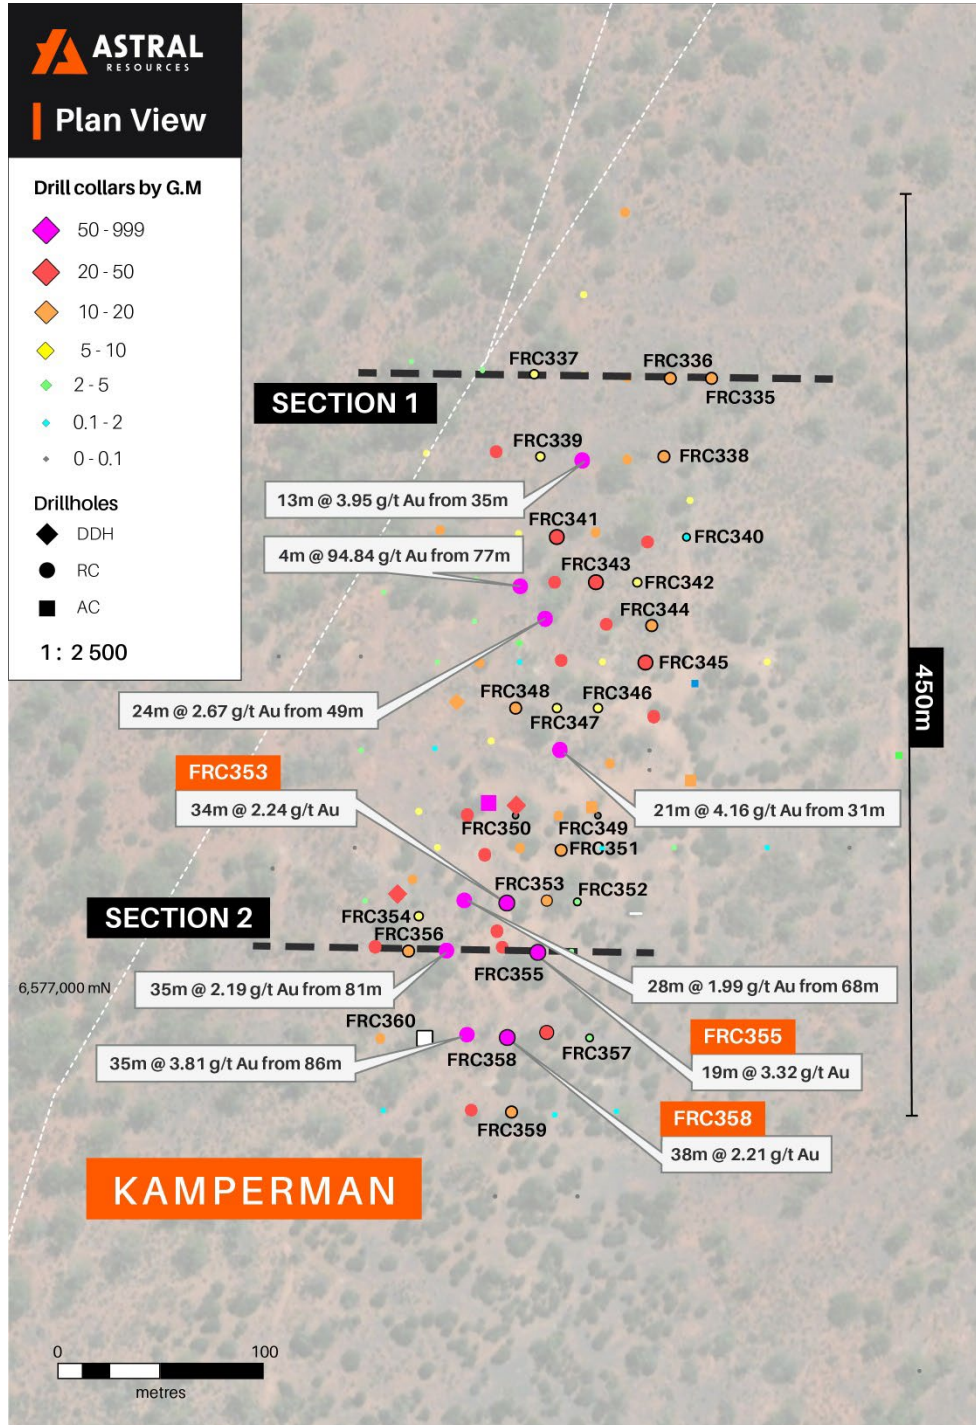 ASTRAL
RESOURCES
Plan View
Drill collars by G.M
50 - 999
20 - 50
10 - 20
5 - 10
2 - 5
0.1 - 2
0 - 0.1
Drillholes
DDH
RC
AC
1 : 2 500
FRC337
FRC336
FRC335
SECTION 1
FRC339
FRC338
13m @ 3.95 g/t Au from 35m
FRC341
FRC340
4m @ 94.84 g/t Au from 77m
FRC343
FRC342
FRC344
FRC345
450m
24m @ 2.67 g/t Au from 49m
FRC348
FRC346
FRC347
FRC353
34m @ 2.24 g/t Au
21m @ 4.16 g/t Au from 31m
FRC350
FRC349
FRC351
FRC353
FRC352
SECTION 2
FRC354
FRC356
FRC355
6,577,000 mN
35m @ 2.19 g/t Au from 81m
28m @ 1.99 g/t Au from 68m
FRC360
FRC358
FRC357
FRC355
19m @ 3.32 g/t Au
35m @ 3.81 g/t Au from 86m
FRC359
FRC358
38m @ 2.21 g/t Au
KAMPERMAN
0
100
metres